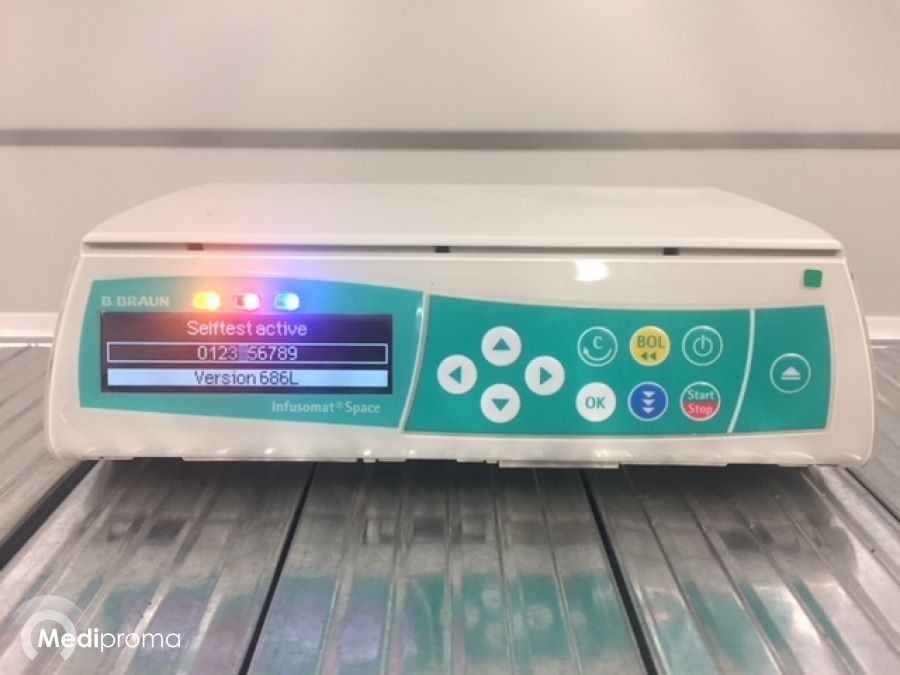 B BRAUN
Selftest active
0123 56789
Version 686L
Infusomat® Space
C
BOL
OK
Start
Stop
Mediproma